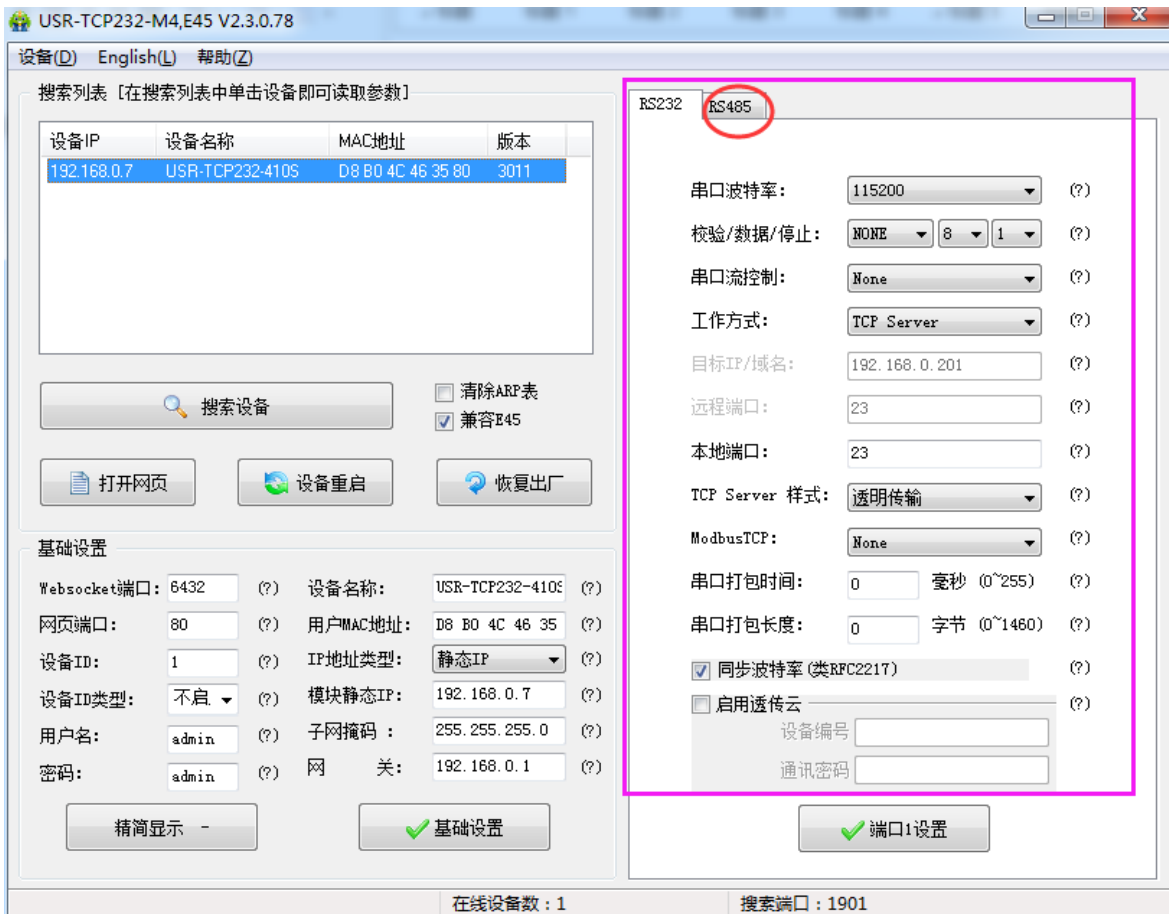 USR-TCP232-M4,E45 V2.3.0.78
设备(D) English(L) 帮助(Z)
搜索列表 [在搜索列表中单击设备即可读取参数]
设备IP 设备名称 MAC地址 版本
192.168.0.7 USR-TCP232-410S D8 B0 4C 46 35 80 3011
搜索设备
清除ARP表
兼容E45
打开网页 设备重启 恢复出厂
基础设置
Websocket端口: 6432 (?) 设备名称: USR-TCP232-410S (?)
网页端口: 80 (?) 用户MAC地址: D8 B0 4C 46 35 (?)
设备ID: 1 (?) IP地址类型: 静态IP (?)
设备ID类型: 不启. (?) 模块静态IP: 192.168.0.7 (?)
用户名: admin (?) 子网掩码 : 255.255.255.0 (?)
密码: admin (?) 网 关: 192.168.0.1 (?)
精简显示 - 基础设置
RS232 RS485
串口波特率: 115200 (?)
校验/数据/停止: NONE 8 1 (?)
串口流控制: None (?)
工作方式: TCP Server (?)
目标IP/域名: 192.168.0.201 (?)
远程端口: 23 (?)
本地端口: 23 (?)
TCP Server 样式: 透明传输 (?)
ModbusTCP: None (?)
串口打包时间: 0 毫秒 (0~255) (?)
串口打包长度: 0 字节 (0~1460) (?)
同步波特率(类RFC2217) (?)
启用透传云 (?)
设备编号
通讯密码
端口1设置
在线设备数：1 搜索端口：1901